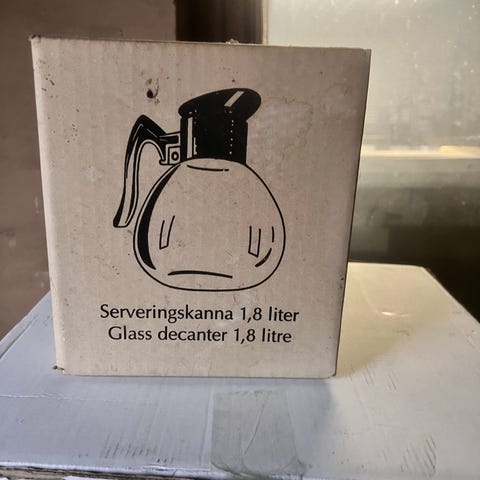 Serveringskanna 1,8 liter
Glass decanter 1,8 litre